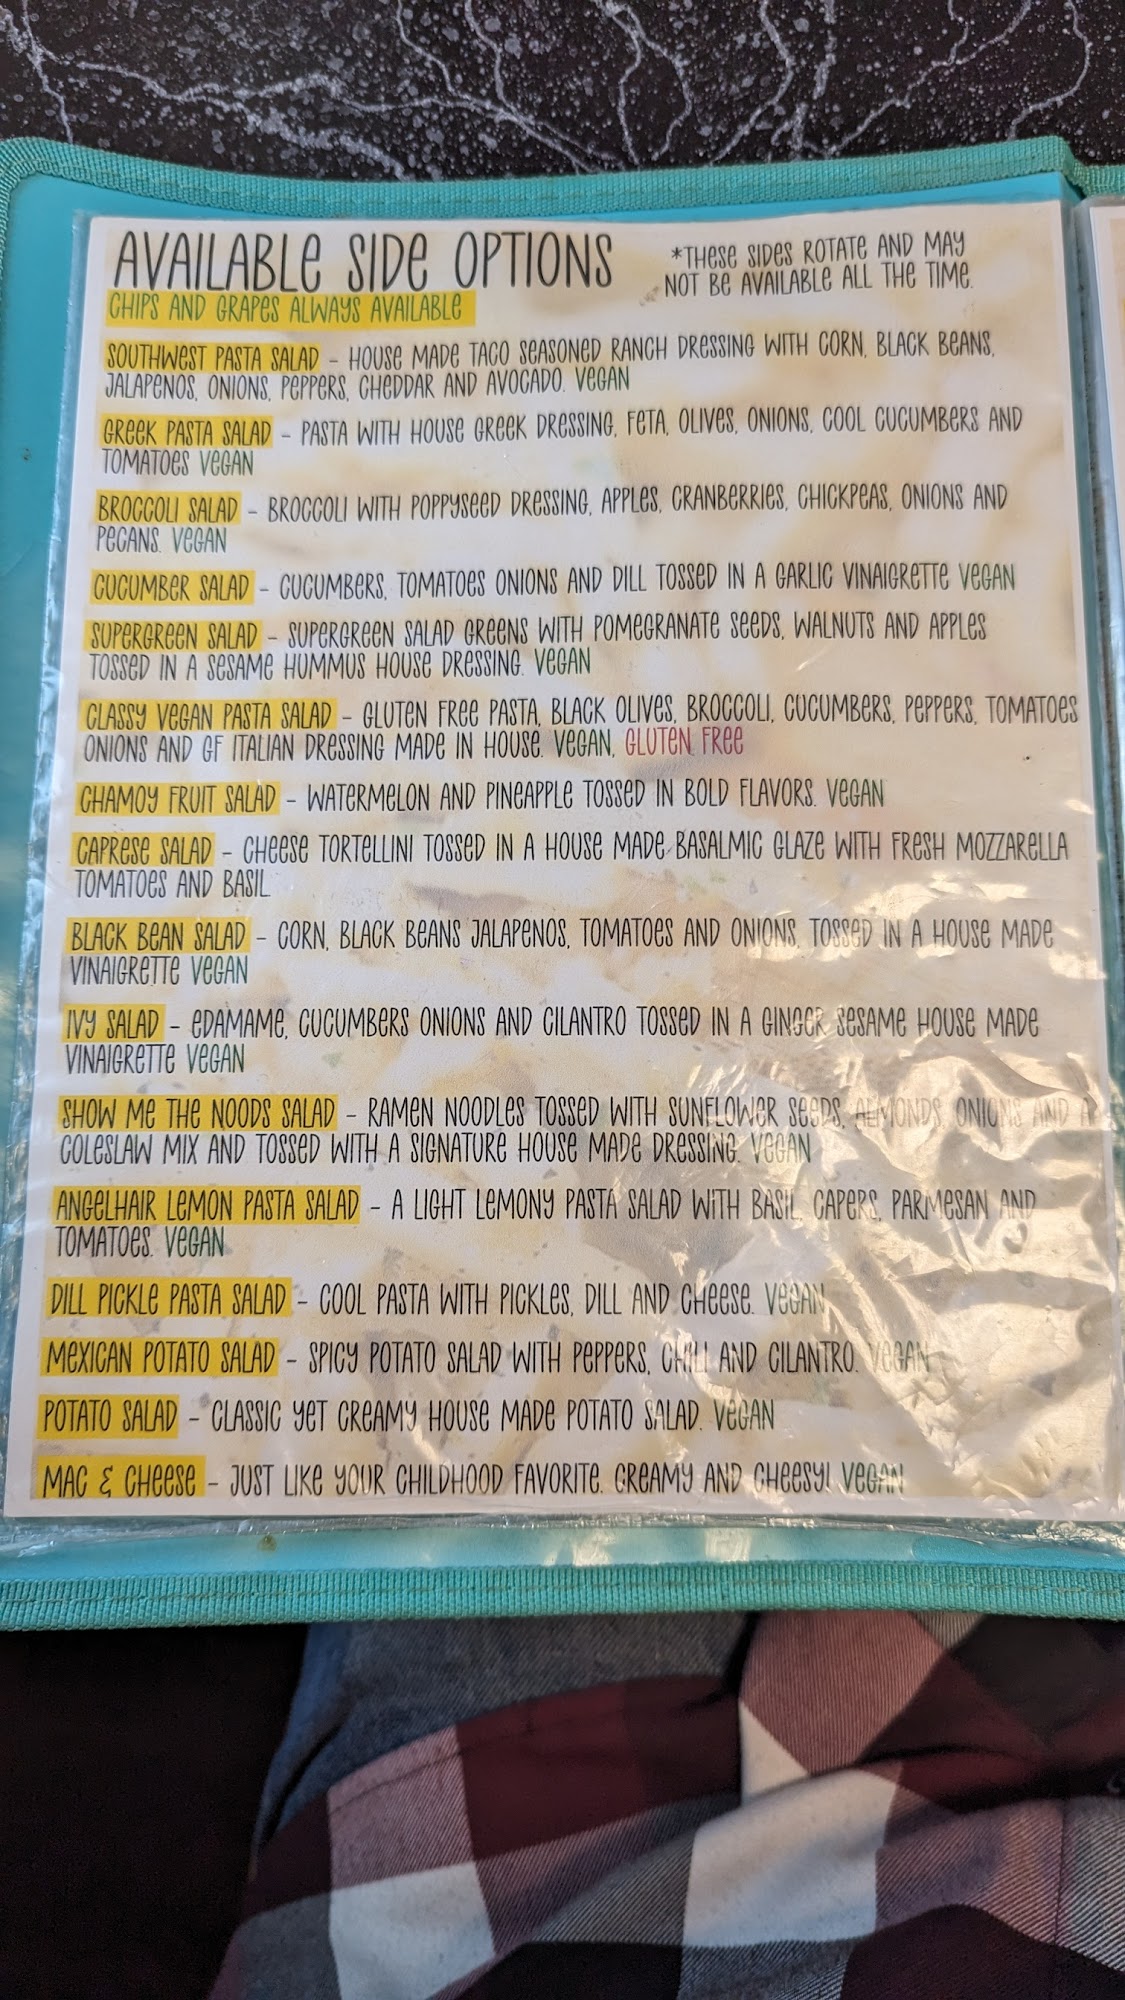 AVAILABLE SIDE OPTIONS
*THESE SIDES ROTATE AND MAY
NOT BE AVAILABLE ALL THE TIME.
CHIPS AND GRAPES ALWAYS AVAILABLE
SOUTHWEST PASTA SALAD - HOUSE MADE TACO SEASONED RANCH DRESSING WITH CORN, BLACK BEANS,
JALAPENOS, ONIONS, PEPPERS, CHEDDAR AND AVOCADO. VEGAN
GREEK PASTA SALAD - PASTA WITH HOUSE GREEK DRESSING, FETA, OLIVES, ONIONS, COOL CUCUMBERS AND
TOMATOES VEGAN
BROCCOLI SALAD - BROCCOLI WITH POPPYSEED DRESSING, APPLES, CRANBERRIES, CHICKPEAS, ONIONS AND
PECANS. VEGAN
CUCUMBER SALAD - CUCUMBERS, TOMATOES ONIONS AND DILL TOSSED IN A GARLIC VINAIGRETTE VEGAN
SUPERGREEN SALAD - SUPERGREEN SALAD GREENS WITH POMEGRANATE SEEDS, WALNUTS AND APPLES
TOSSED IN A SESAME HUMMUS HOUSE DRESSING. VEGAN
CLASSY VEGAN PASTA SALAD - GLUTEN FREE PASTA, BLACK OLIVES, BROCCOLI, CUCUMBERS, PEPPERS, TOMATOES
ONIONS AND GF ITALIAN DRESSING MADE IN HOUSE. VEGAN, GLUTEN FREE
CHAMOY FRUIT SALAD - WATERMELON AND PINEAPPLE TOSSED IN BOLD FLAVORS. VEGAN
CAPRESE SALAD - CHEESE TORTELLINI TOSSED IN A HOUSE MADE BASALMIC GLAZE WITH FRESH MOZZARELLA
TOMATOES AND BASIL
BLACK BEAN SALAD - CORN, BLACK BEANS JALAPENOS, TOMATOES AND ONIONS, TOSSED IN A HOUSE MADE
VINAIGRETTE VEGAN
IVY SALAD - EDAMAME, CUCUMBERS ONIONS AND CILANTRO TOSSED IN A GINGER SESAME HOUSE MADE
VINAIGRETTE VEGAN
SHOW ME THE NOODS SALAD - RAMEN NOODLES TOSSED WITH SUNFLOWER SEEDS, ALMONDS, ONIONS AND A
COLESLAW MIX AND TOSSED WITH A SIGNATURE HOUSE MADE DRESSING. VEGAN
ANGELHAIR LEMON PASTA SALAD - A LIGHT LEMONY PASTA SALAD WITH BASIL, CAPERS, PARMESAN AND
TOMATOES. VEGAN
DILL PICKLE PASTA SALAD - COOL PASTA WITH PICKLES, DILL AND CHEESE. VEGAN
MEXICAN POTATO SALAD - SPICY POTATO SALAD WITH PEPPERS, CHILI AND CILANTRO. VEGAN
POTATO SALAD - CLASSIC YET CREAMY HOUSE MADE POTATO SALAD. VEGAN
MAC & CHEESE - JUST LIKE YOUR CHILDHOOD FAVORITE. CREAMY AND CHEESY! VEGAN